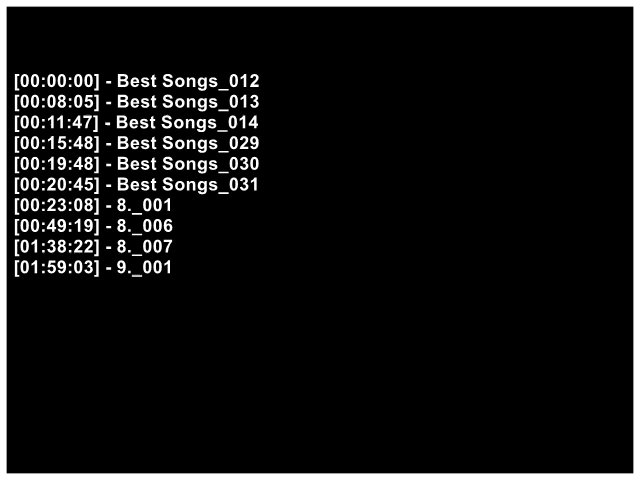 [00:00:00] - Best Songs_012
[00:08:05] - Best Songs_013
[00:11:47] - Best Songs_014
[00:15:48] - Best Songs_029
[00:19:48] - Best Songs_030
[00:20:45] - Best Songs_031
[00:23:08] - 8._001
[00:49:19] - 8._006
[01:38:22] - 8._007
[01:59:03] - 9._001